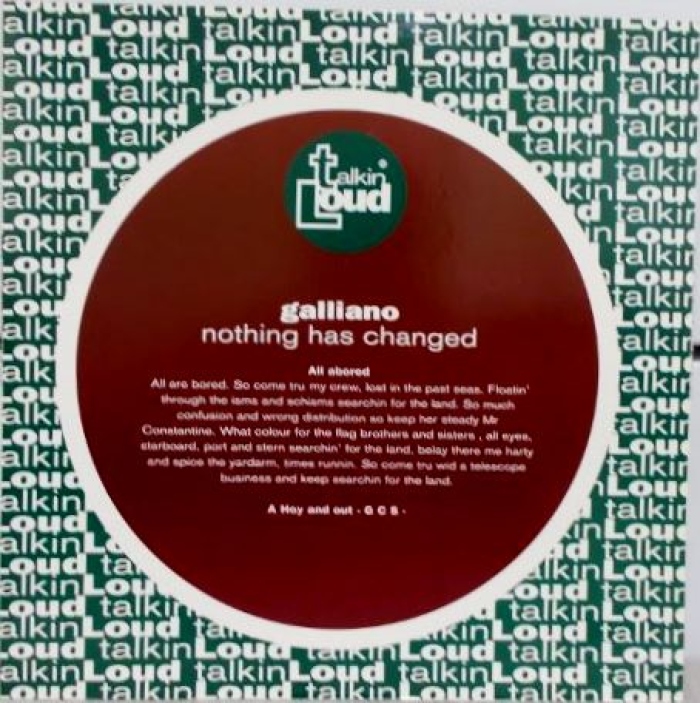 talkin®
Loud
galliano
nothing has changed
All abored
All are bored. So come tru my crew, lost in the past seas. Floatin'
through the isms and schisms searchin for the land. So much
confusion and wrong distribution so keep her steady Mr
Constantine. What colour for the flag brothers and sisters , all eyes,
starboard, port and stern searchin' for the land, belay there me harty
and spice the yardarm, times runnin. So come tru wid a telescope
business and keep searchin for the land.
A Hey and out - G C S -